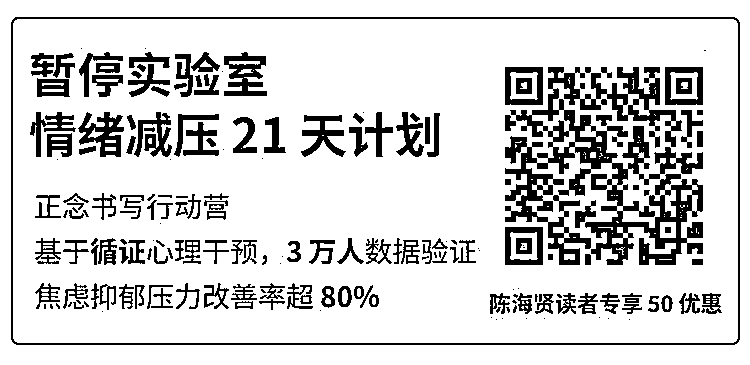 暂停实验室
情绪减压 21 天计划
正念书写行动营
基于循证心理干预，3 万人数据验证
焦虑抑郁压力改善率超 80%
陈海贤读者专享 50 优惠